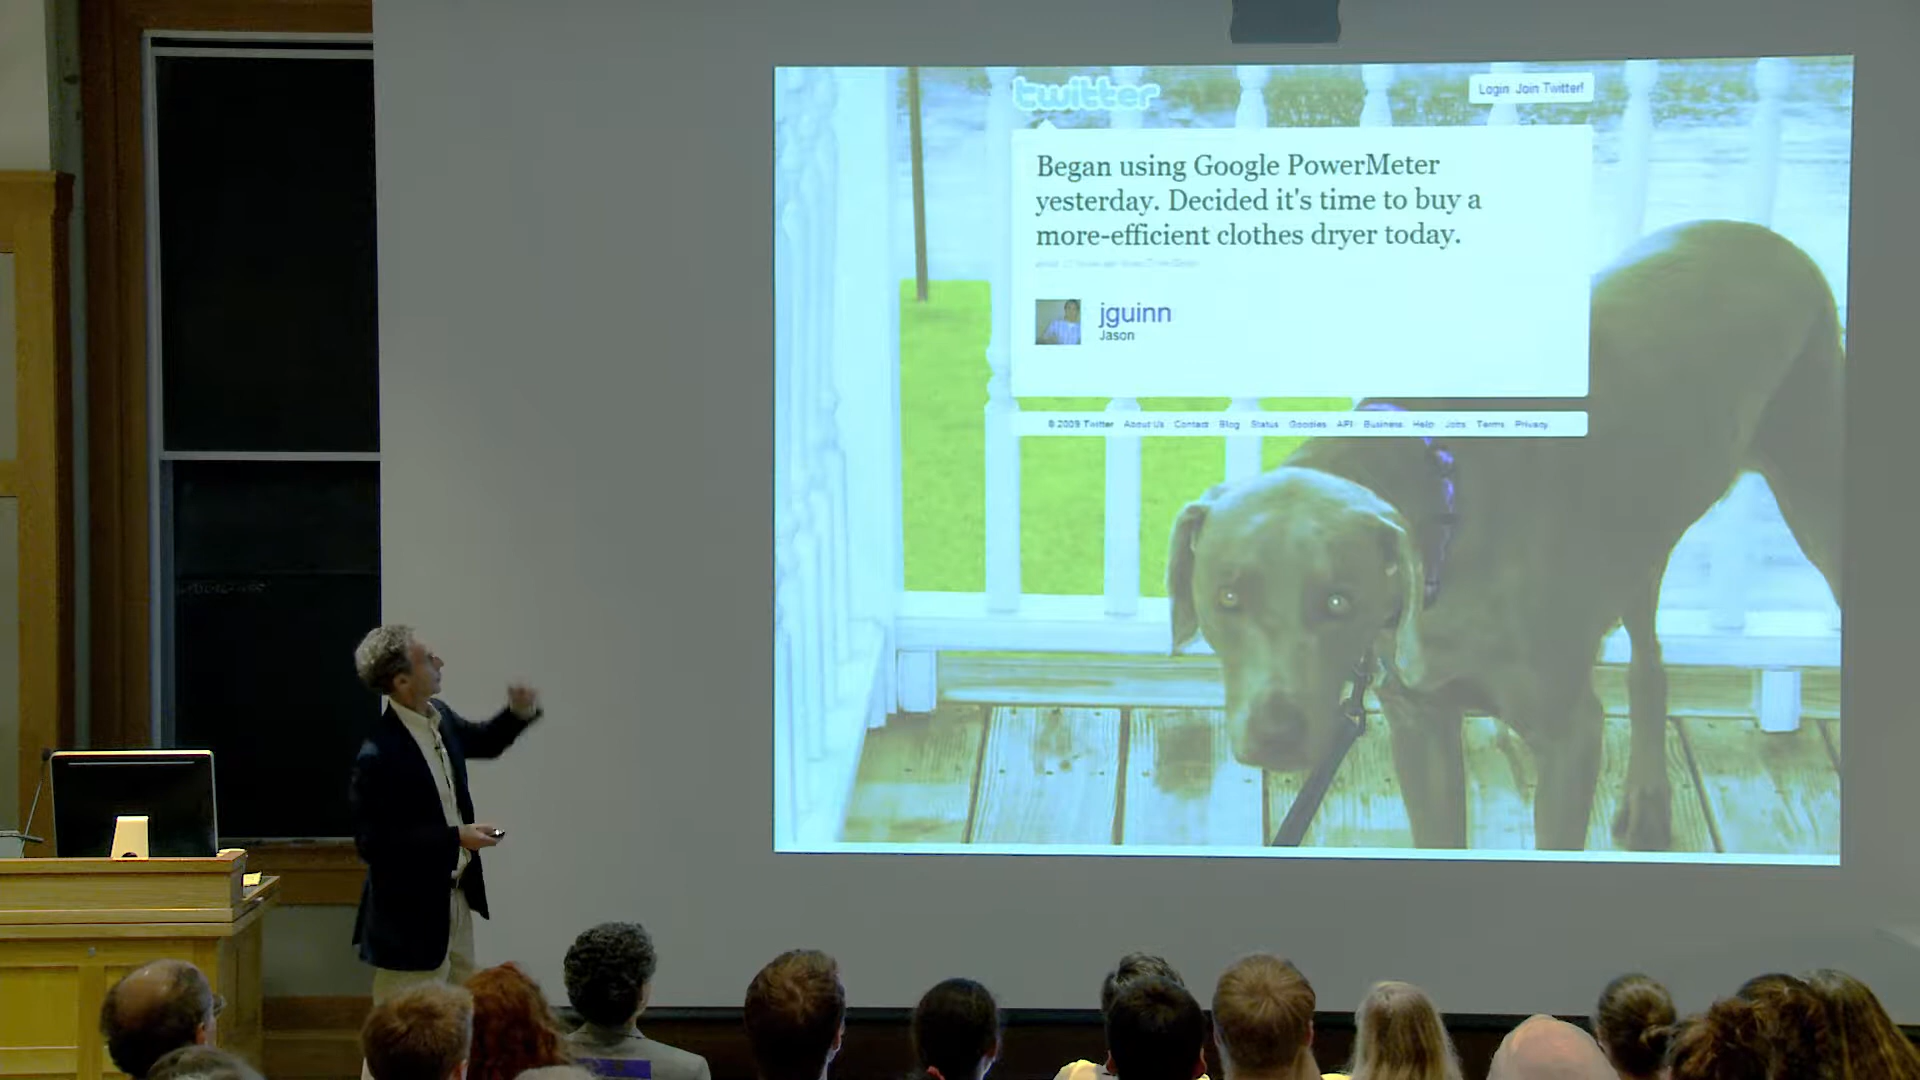 twitter
Login Join Twitter!
Began using Google PowerMeter
yesterday. Decided it's time to buy a
more-efficient clothes dryer today.
jguinn
Jason
© 2009 Twitter About Us Contact Blog Status Goodies API Business Help Jobs Terms Privacy